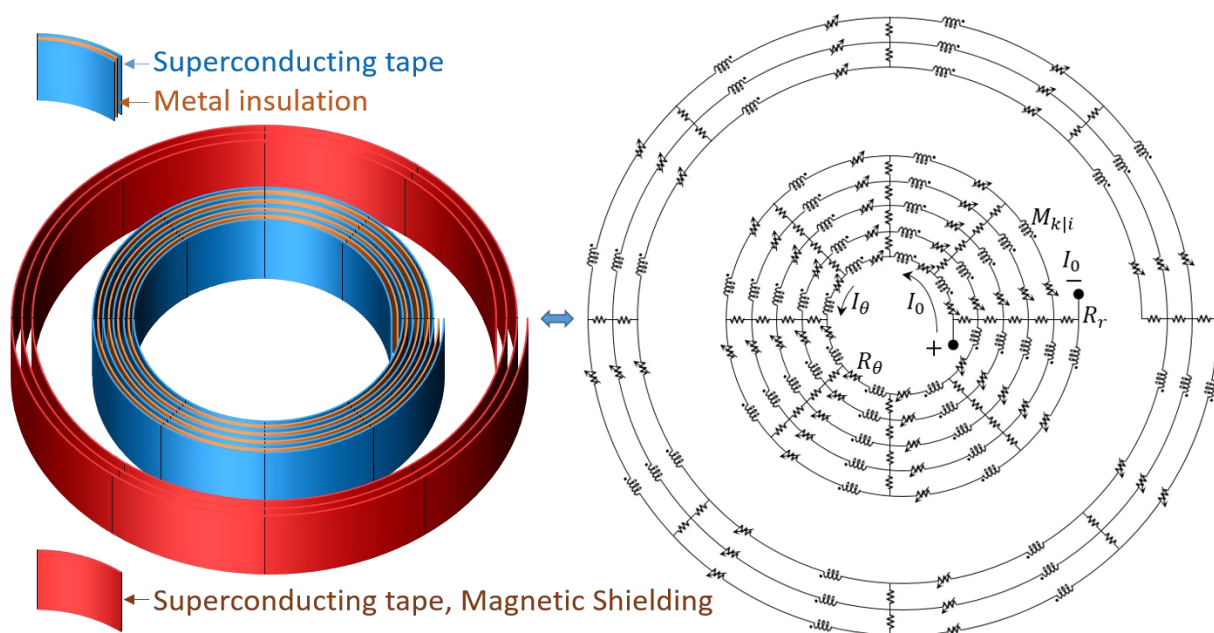 Superconducting tape
Metal insulation
Superconducting tape, Magnetic Shielding
M_{k|i}
I_0
−
R_r
I_θ
I_0
+
R_θ